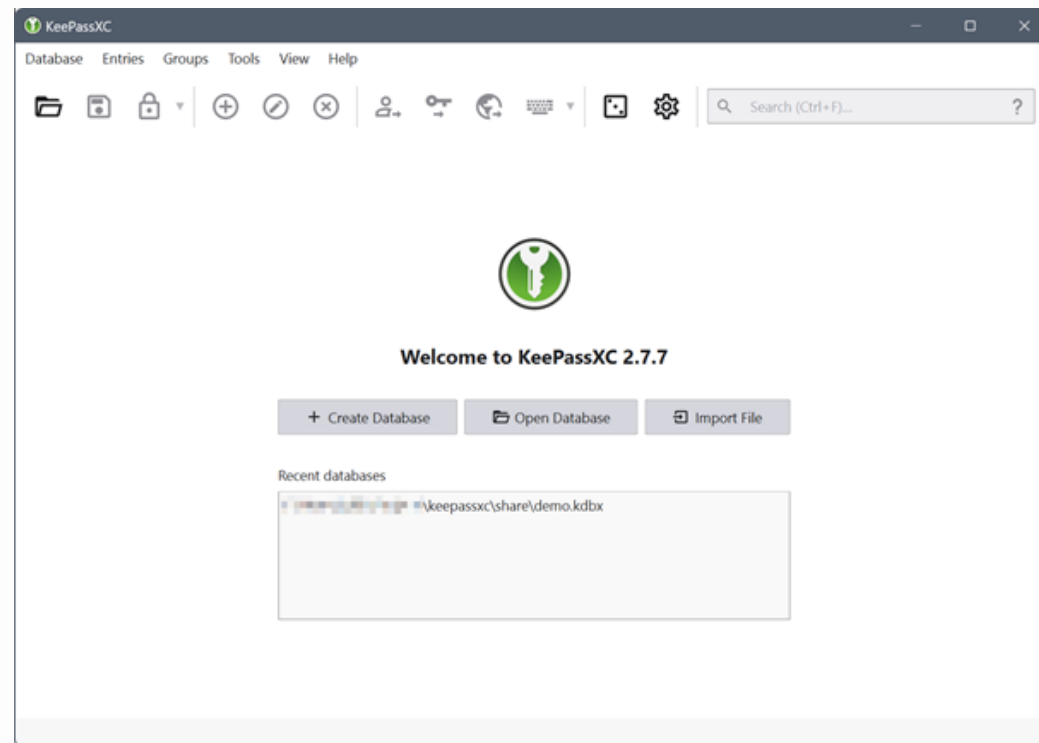 KeePassXC
Database Entries Groups Tools View Help
Search (Ctrl+F)... ?
Welcome to KeePassXC 2.7.7
+ Create Database Open Database Import File
Recent databases
\keepassxc\share\demo.kdbx